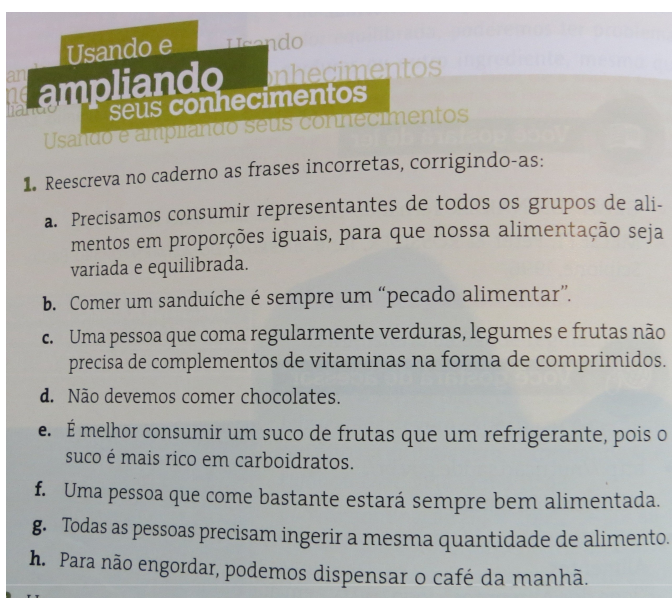 Usando e
ampliando
seus conhecimentos
Usando
Usando e ampliando seus conhecimentos
1. Reescreva no caderno as frases incorretas, corrigindo-as:
a. Precisamos consumir representantes de todos os grupos de ali-
mentos em proporções iguais, para que nossa alimentação seja
variada e equilibrada.
b. Comer um sanduíche é sempre um “pecado alimentar”.
c. Uma pessoa que coma regularmente verduras, legumes e frutas não
precisa de complementos de vitaminas na forma de comprimidos.
d. Não devemos comer chocolates.
e. É melhor consumir um suco de frutas que um refrigerante, pois o
suco é mais rico em carboidratos.
f. Uma pessoa que come bastante estará sempre bem alimentada.
g. Todas as pessoas precisam ingerir a mesma quantidade de alimento.
h. Para não engordar, podemos dispensar o café da manhã.